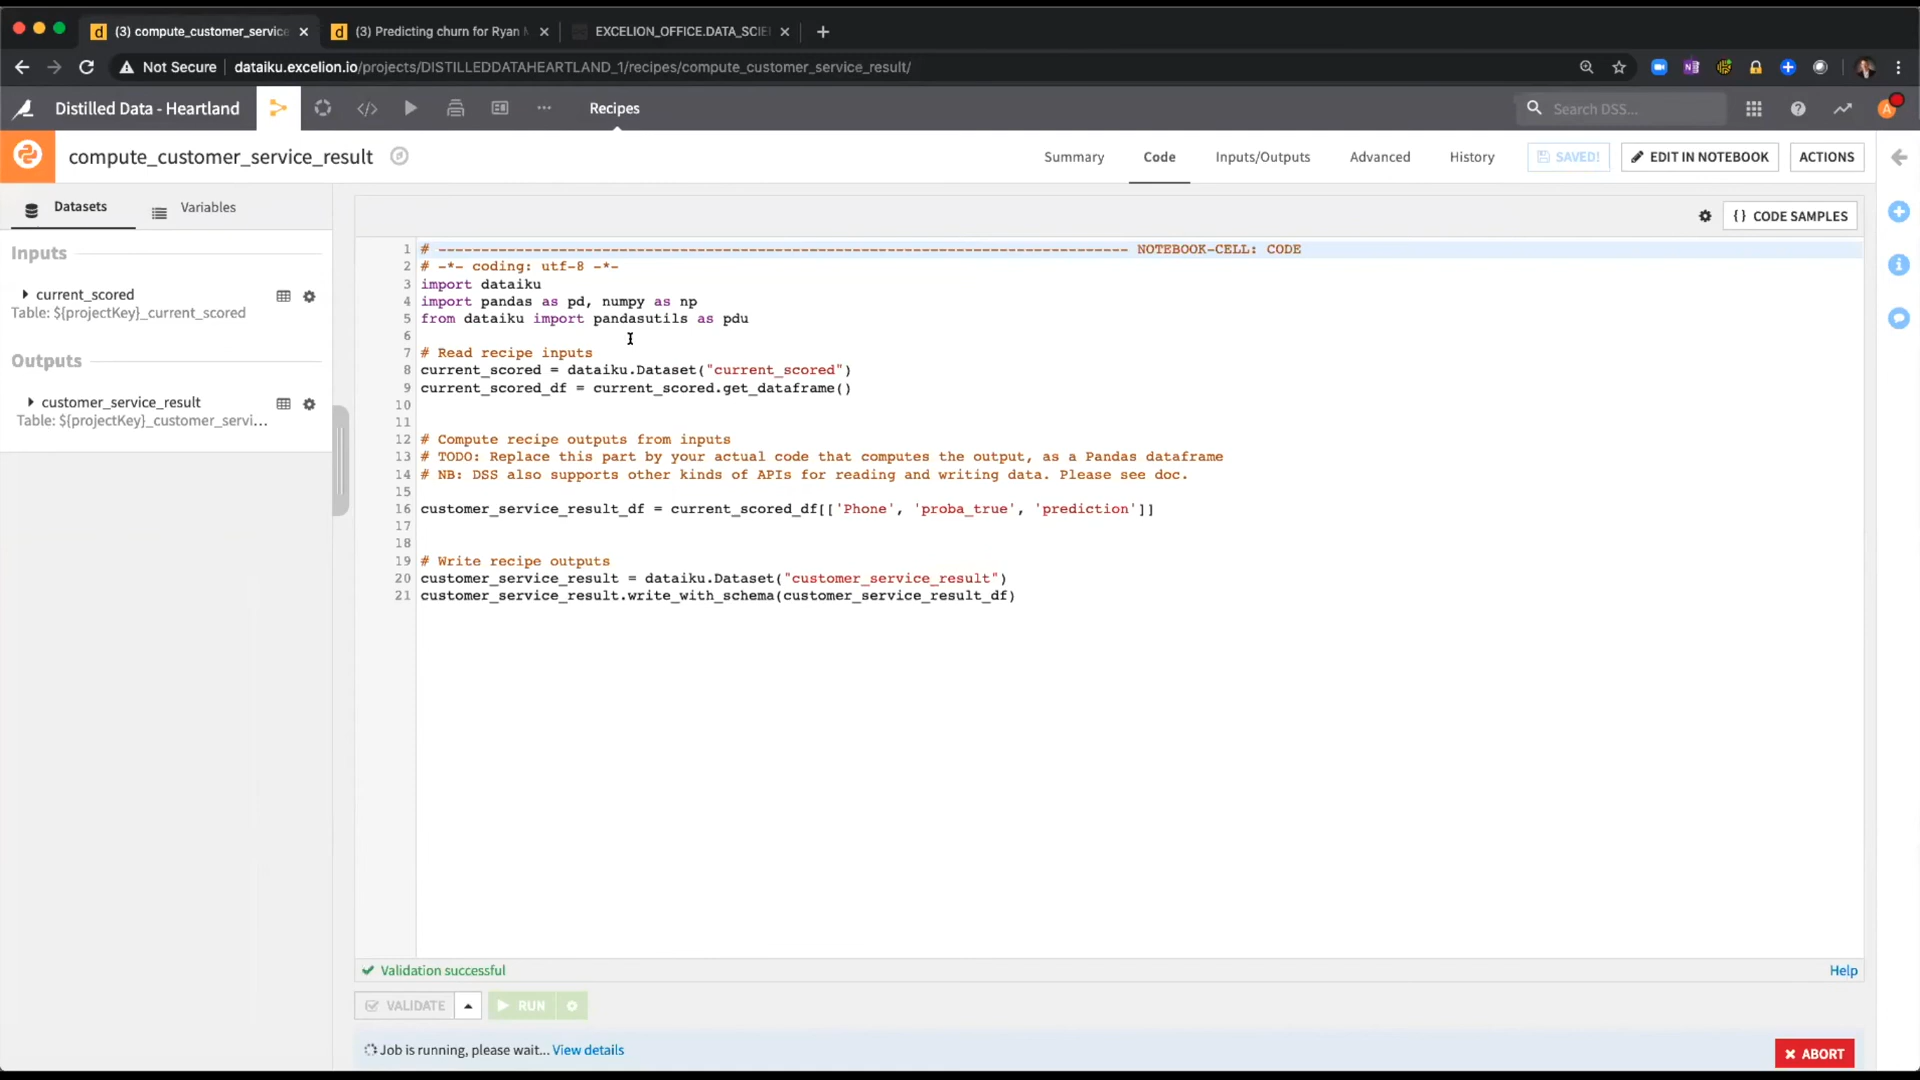 (3) compute_customer_service
(3) Predicting churn for Ryan
EXCELION_OFFICE.DATA_SCIE
Not Secure
dataiku.excelion.io/projects/DISTILLEDDATAHEARTLAND_1/recipes/compute_customer_service_result/
Distilled Data - Heartland
Recipes
Search DSS...
compute_customer_service_result
Summary
Code
Inputs/Outputs
Advanced
History
SAVED!
EDIT IN NOTEBOOK
ACTIONS
Datasets
Variables
{} CODE SAMPLES
Inputs
current_scored
Table: ${projectKey}_current_scored
Outputs
customer_service_result
Table: ${projectKey}_customer_servi...
1 # -------------------------------------------------------------------------------- NOTEBOOK-CELL: CODE
2 # -*- coding: utf-8 -*-
3 import dataiku
4 import pandas as pd, numpy as np
5 from dataiku import pandasutils as pdu
6
7 # Read recipe inputs
8 current_scored = dataiku.Dataset("current_scored")
9 current_scored_df = current_scored.get_dataframe()
10
11
12 # Compute recipe outputs from inputs
13 # TODO: Replace this part by your actual code that computes the output, as a Pandas dataframe
14 # NB: DSS also supports other kinds of APIs for reading and writing data. Please see doc.
15
16 customer_service_result_df = current_scored_df[['Phone', 'proba_true', 'prediction']]
17
18
19 # Write recipe outputs
20 customer_service_result = dataiku.Dataset("customer_service_result")
21 customer_service_result.write_with_schema(customer_service_result_df)
Validation successful
Help
VALIDATE
RUN
Job is running, please wait... View details
ABORT